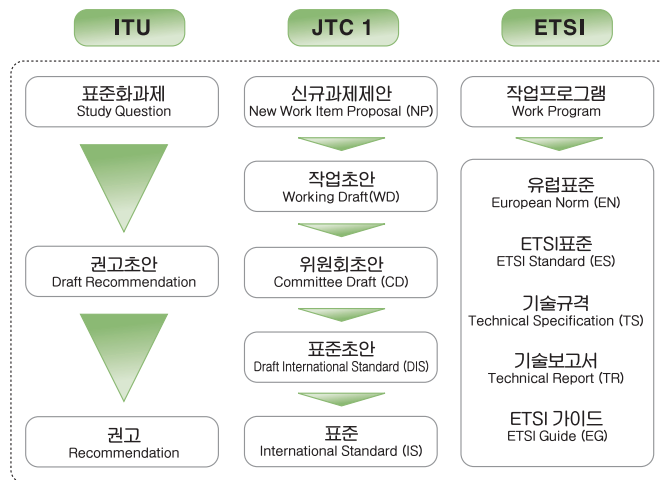 ITU
표준화과제
Study Question
권고초안
Draft Recommendation
권고
Recommendation
JTC 1
신규과제제안
New Work Item Proposal (NP)
작업초안
Working Draft(WD)
위원회초안
Committee Draft (CD)
표준초안
Draft International Standard (DIS)
표준
International Standard (IS)
ETSI
작업프로그램
Work Program
유럽표준
European Norm (EN)
ETSI표준
ETSI Standard (ES)
기술규격
Technical Specification (TS)
기술보고서
Technical Report (TR)
ETSI 가이드
ETSI Guide (EG)